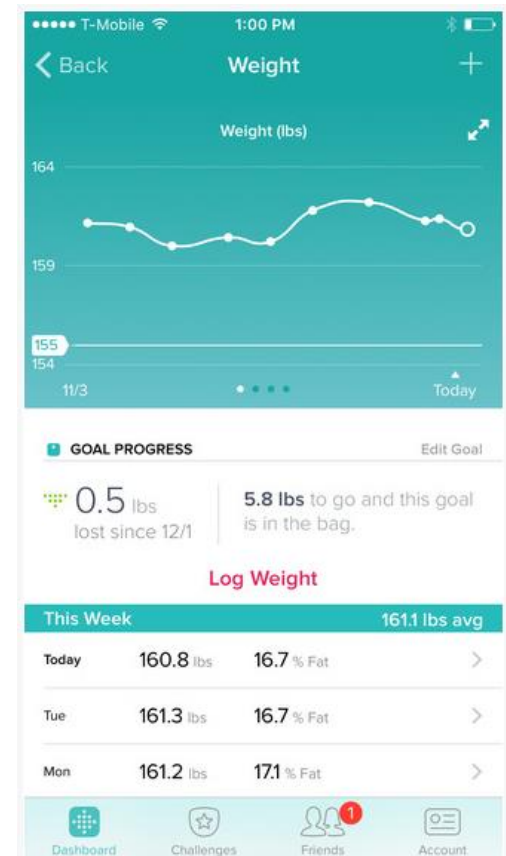 T-Mobile 1:00 PM
Back Weight
Weight (lbs)
164
159
155
154
11/3 Today
GOAL PROGRESS Edit Goal
0.5 lbs
lost since 12/1
5.8 lbs to go and this goal
is in the bag.
Log Weight
This Week 161.1 lbs avg
Today 160.8 lbs 16.7 % Fat
Tue 161.3 lbs 16.7 % Fat
Mon 161.2 lbs 17.1 % Fat
1
Dashboard Challenges Friends Account